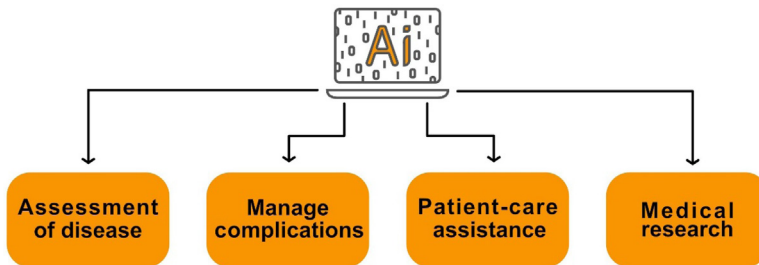 Ai
Assessment
of disease
Manage
complications
Patient-care
assistance
Medical
research